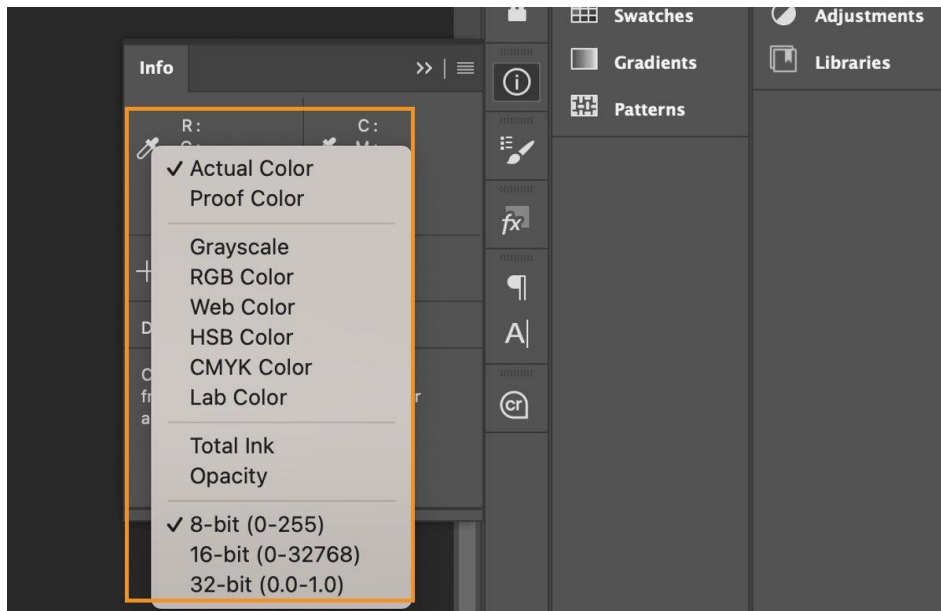 Info
R :
C :
Actual Color
Proof Color
Grayscale
RGB Color
Web Color
HSB Color
CMYK Color
Lab Color
Total Ink
Opacity
8-bit (0-255)
16-bit (0-32768)
32-bit (0.0-1.0)
fx
A
cr
Swatches
Gradients
Patterns
Adjustments
Libraries